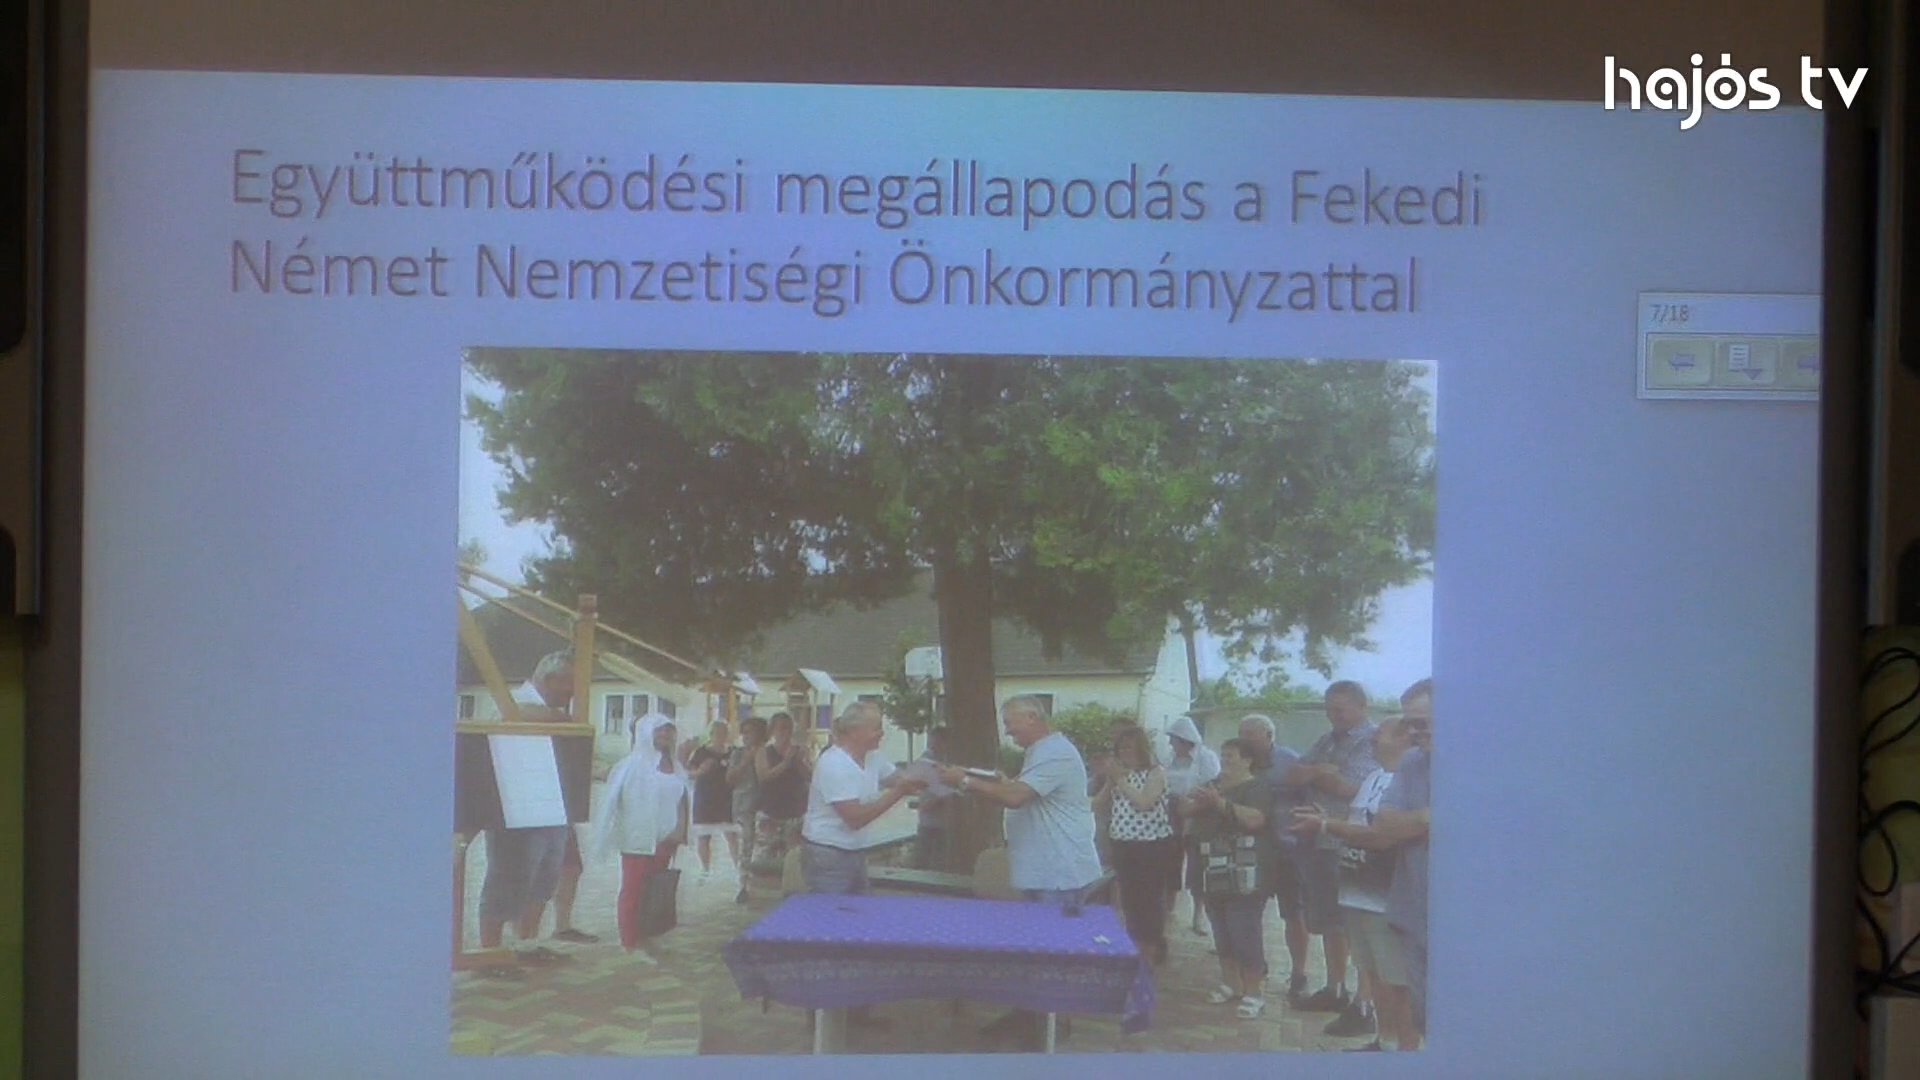 hajós tv
Együttműködési megállapodás a Fekedi
Német Nemzetiségi Önkormányzattal
7/18